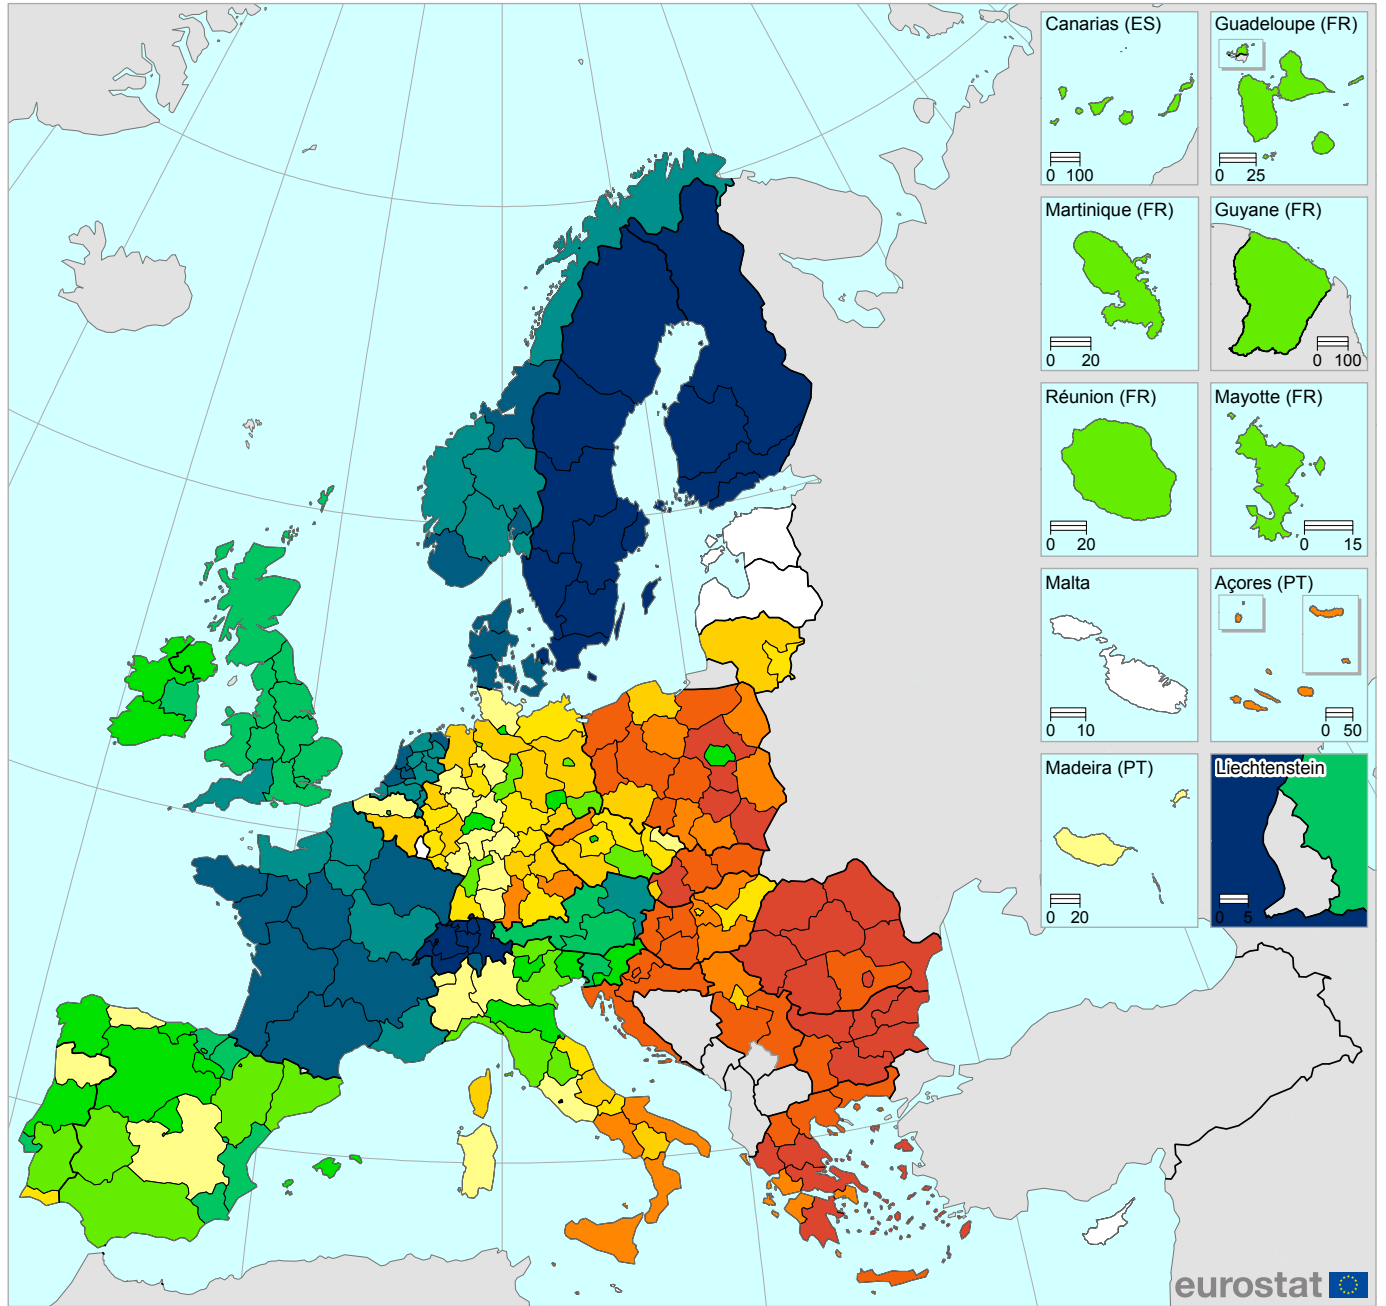 Canarias (ES)
0 100
Guadeloupe (FR)
0 25
Martinique (FR)
0 20
Guyane (FR)
0 100
Réunion (FR)
0 20
Mayotte (FR)
0 15
Malta
0 10
Açores (PT)
0 50
Madeira (PT)
0 20
Liechtenstein
0 5
eurostat